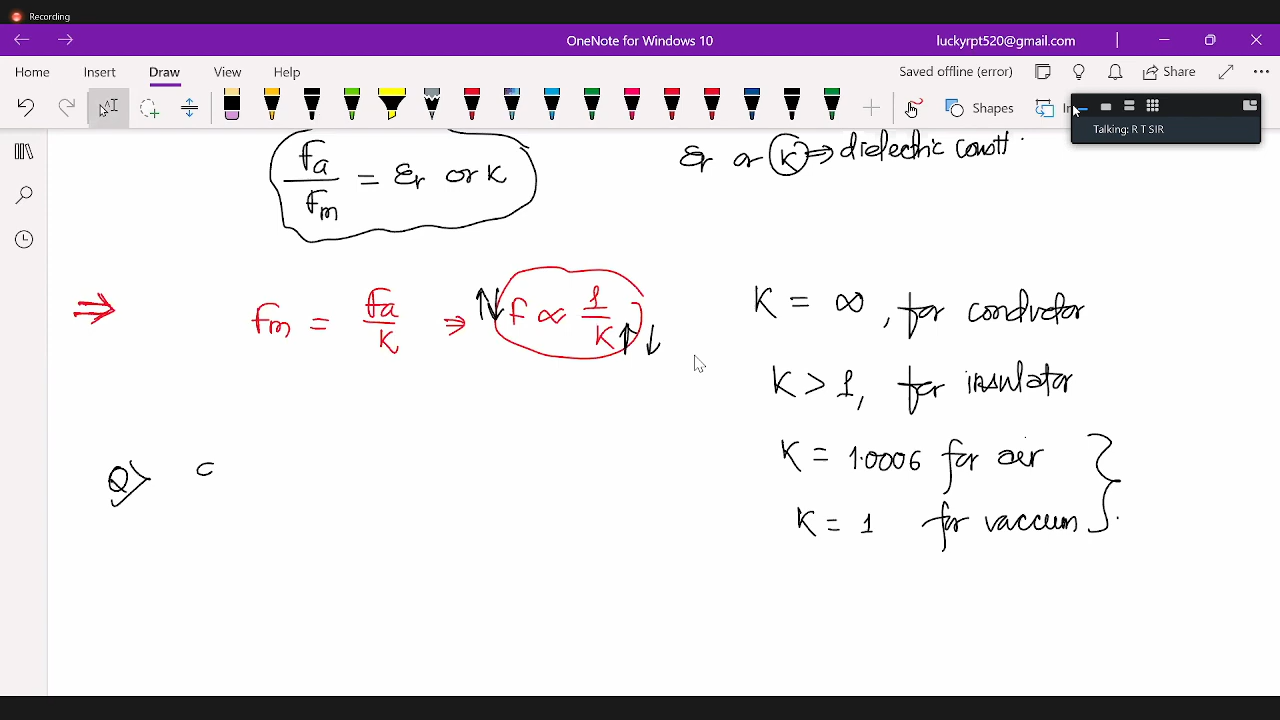 Recording
OneNote for Windows 10
luckyrpt520@gmail.com
Home Insert Draw View Help
Saved offline (error)
Share
Shapes
In
Talking: R T SIR
fa/fm = εr or K
εr or K ⇒ dielectric constt.
⇒ fm = fa/K ⇒ ↑↓ f ∝ 1/K ↑↓
K = ∞, for conductor
K > 1, for insulator
K = 1.0006 for air
K = 1 for vaccum
Q>